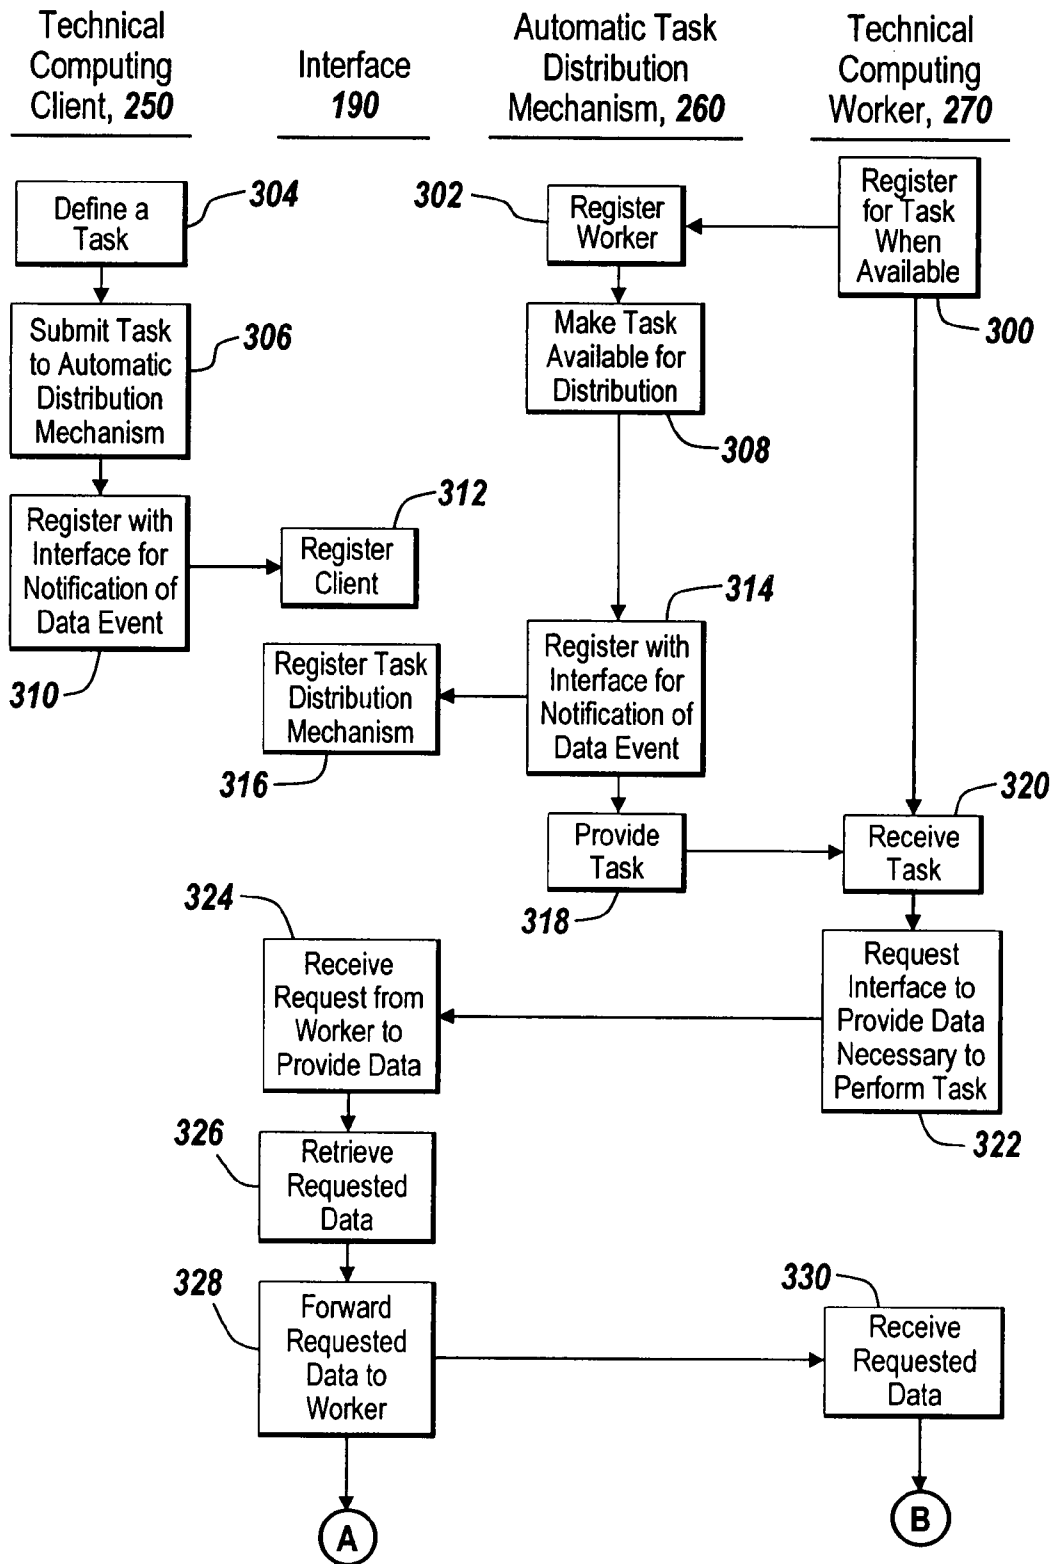 Technical
Computing
Client, 250
Interface
190
Automatic Task
Distribution
Mechanism, 260
Technical
Computing
Worker, 270
Define a
Task
304
302
Register
Worker
Register
for Task
When
Available
300
Submit Task
to Automatic
Distribution
Mechanism
306
Make Task
Available for
Distribution
308
Register with
Interface for
Notification of
Data Event
310
312
Register
Client
314
Register with
Interface for
Notification of
Data Event
Register Task
Distribution
Mechanism
316
Provide
Task
318
320
Receive
Task
324
Receive
Request from
Worker to
Provide Data
Request
Interface to
Provide Data
Necessary to
Perform Task
322
326
Retrieve
Requested
Data
328
Forward
Requested
Data to
Worker
330
Receive
Requested
Data
A
B